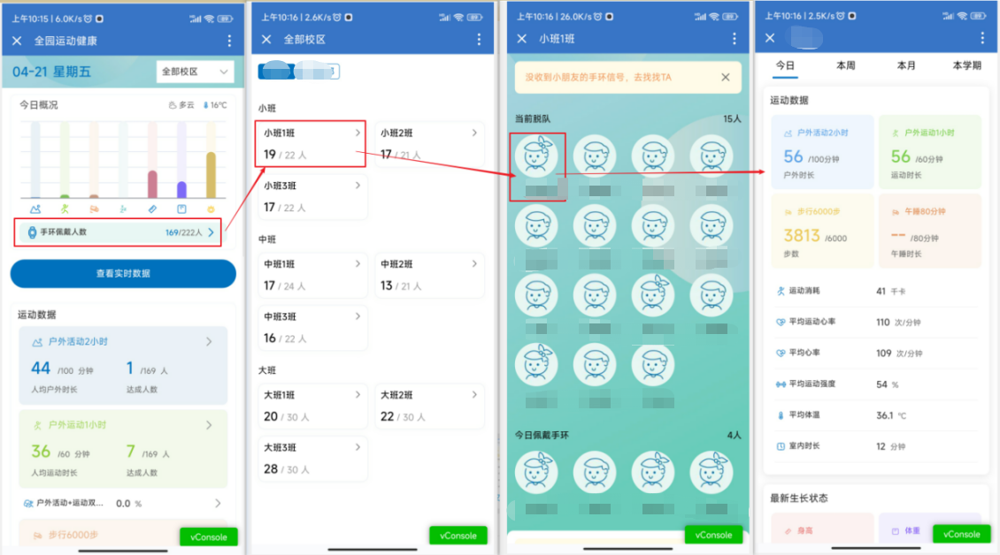 上午10:15 | 6.0K/s
全园运动健康
04-21 星期五
全部校区
今日概况
多云 16℃
手环佩戴人数
169/222人
查看实时数据
运动数据
户外活动2小时
44 /100 分钟
1 /169 人
人均户外时长
达成人数
户外运动1小时
36 /60 分钟
7 /169 人
人均运动时长
达成人数
户外活动+运动双...
0.0 %
步行6000步
vConsole
上午10:16 | 2.6K/s
全部校区
小班
小班1班
19 / 22 人
小班2班
17 / 21 人
小班3班
17 / 22 人
中班
中班1班
17 / 24 人
中班2班
13 / 21 人
中班3班
16 / 22 人
大班
大班1班
20 / 30 人
大班2班
22 / 30 人
大班3班
28 / 30 人
vConsole
上午10:16 | 26.0K/s
小班1班
没收到小朋友的手环信号，去找找TA
当前脱队
15人
今日佩戴手环
4人
vConsole
上午10:16 | 2.5K/s
今日
本周
本月
本学期
运动数据
户外活动2小时
56 /100分钟
户外时长
户外运动1小时
56 /60分钟
运动时长
步行6000步
3813 /6000
步数
午睡80分钟
-- /80分钟
午睡时长
运动消耗
41 千卡
平均运动心率
110 次/分钟
平均心率
109 次/分钟
平均运动强度
54 %
平均体温
36.1 ℃
室内时长
12 分钟
最新生长状态
身高
体重
vConsole